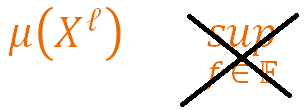 μ(X^ℓ) sup
f ∈ 𝔽